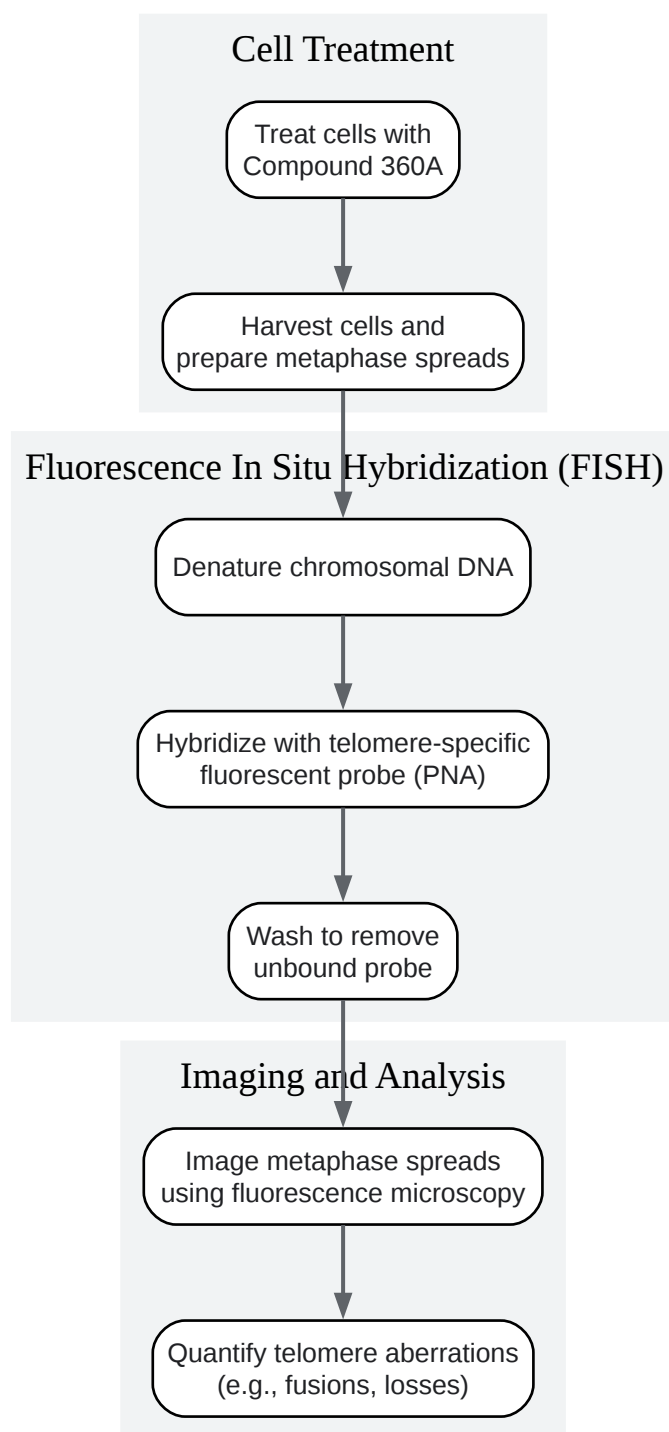 Cell Treatment
Treat cells with
Compound 360A
Harvest cells and
prepare metaphase spreads
Fluorescence In Situ Hybridization (FISH)
Denature chromosomal DNA
Hybridize with telomere-specific
fluorescent probe (PNA)
Wash to remove
unbound probe
Imaging and Analysis
Image metaphase spreads
using fluorescence microscopy
Quantify telomere aberrations
(e.g., fusions, losses)